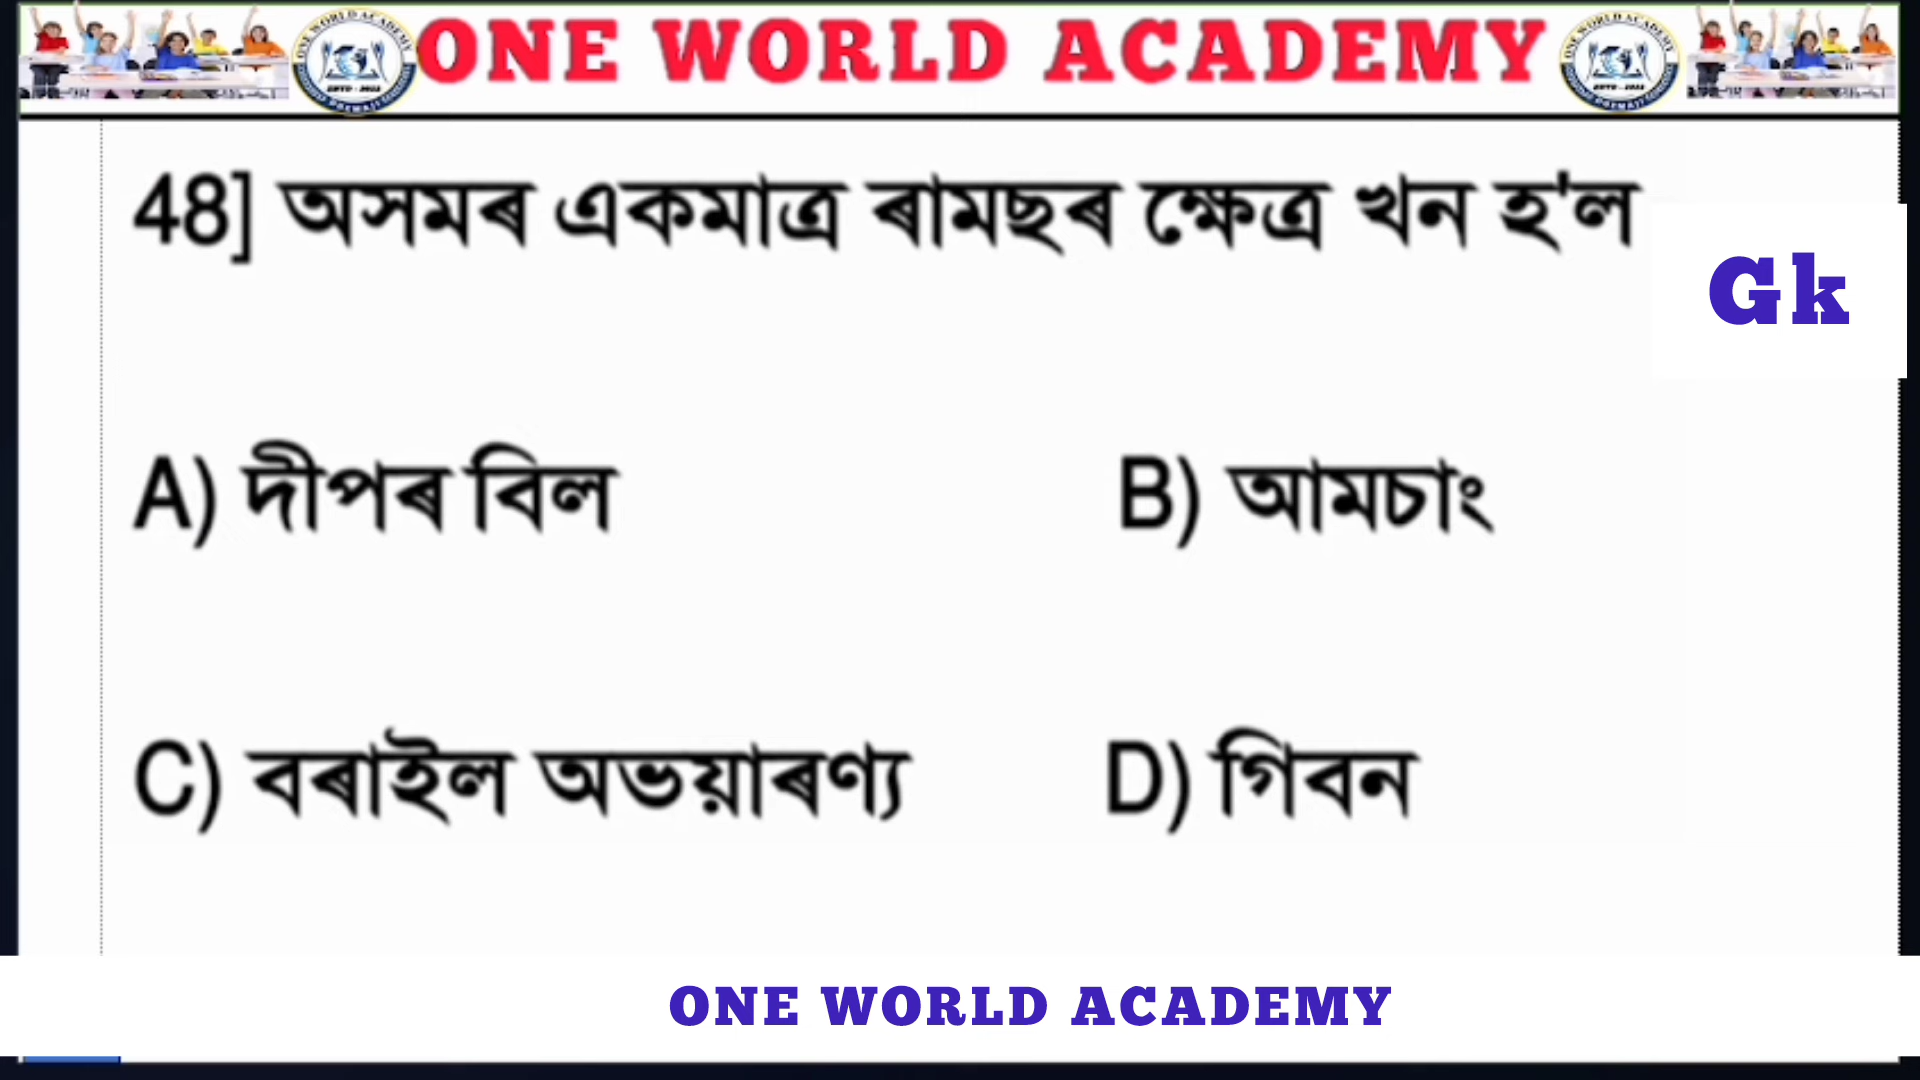 ONE WORLD ACADEMY
48] অসমৰ একমাত্ৰ ৰামছৰ ক্ষেত্ৰ খন হ'ল
Gk
A) দীপৰ বিল
B) আমচাং
C) বৰাইল অভয়াৰণ্য
D) গিবন
ONE WORLD ACADEMY